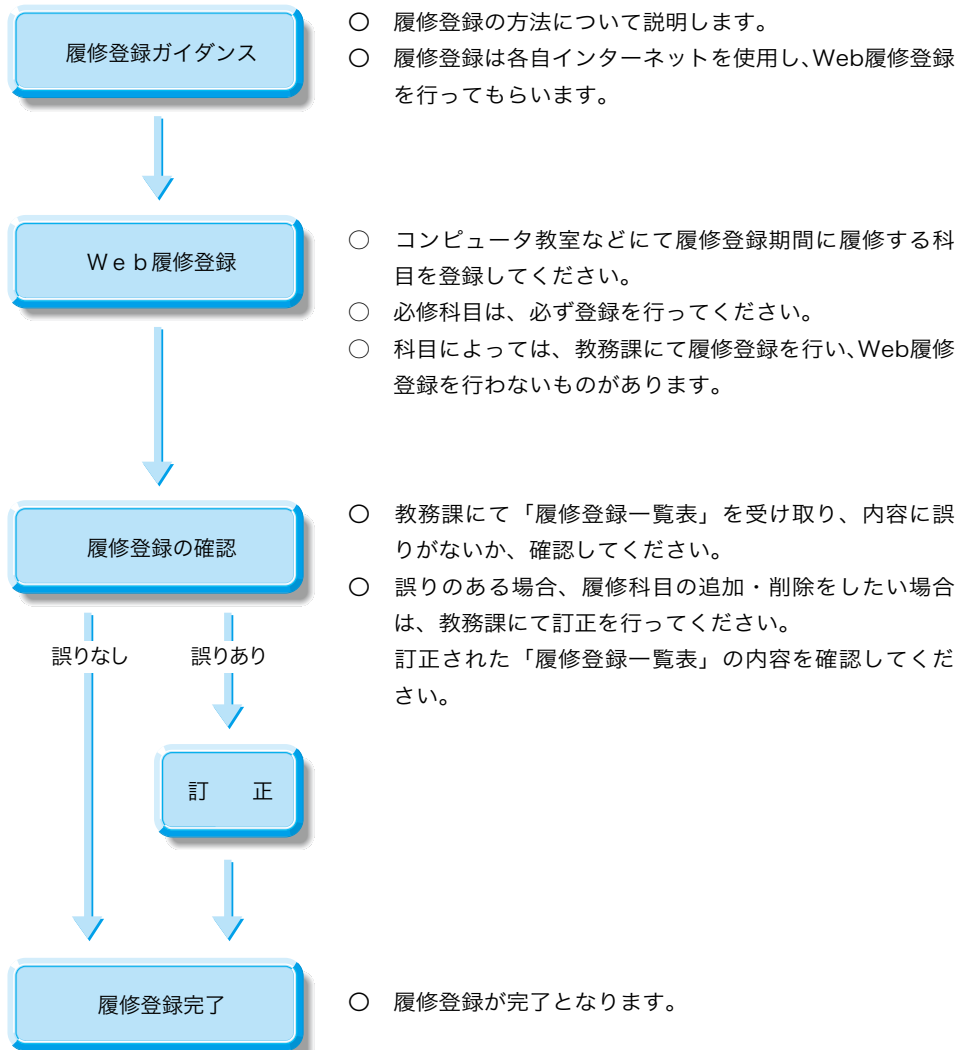 履修登録ガイダンス
○ 履修登録の方法について説明します。
○ 履修登録は各自インターネットを使用し、Web履修登録
を行ってもらいます。
Ｗｅｂ履修登録
○ コンピュータ教室などにて履修登録期間に履修する科
目を登録してください。
○ 必修科目は、必ず登録を行ってください。
○ 科目によっては、教務課にて履修登録を行い、Web履修
登録を行わないものがあります。
履修登録の確認
○ 教務課にて「履修登録一覧表」を受け取り、内容に誤
りがないか、確認してください。
○ 誤りのある場合、履修科目の追加・削除をしたい場合
は、教務課にて訂正を行ってください。
訂正された「履修登録一覧表」の内容を確認してくだ
さい。
誤りなし
誤りあり
訂　正
履修登録完了
○ 履修登録が完了となります。